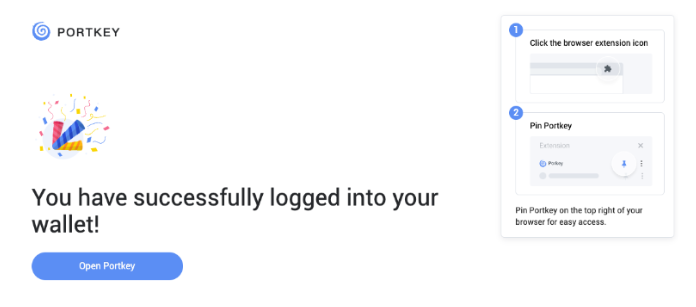 PORTKEY
You have successfully logged into your
wallet!
Open Portkey
1
Click the browser extension icon
2
Pin Portkey
Extension
Portkey
Pin Portkey on the top right of your
browser for easy access.